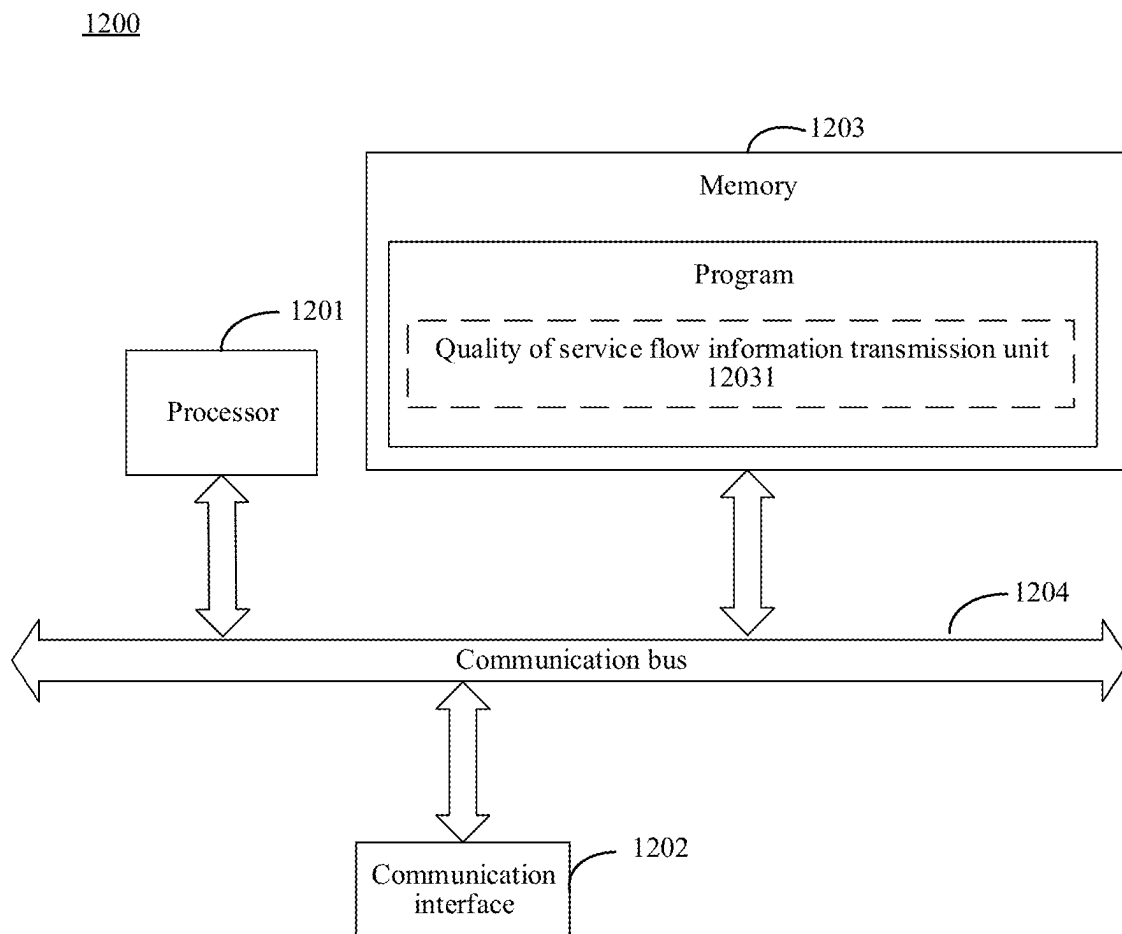 1200
1203
Memory
Program
Quality of service flow information transmission unit
12031
1201
Processor
1204
Communication bus
1202
Communication
interface